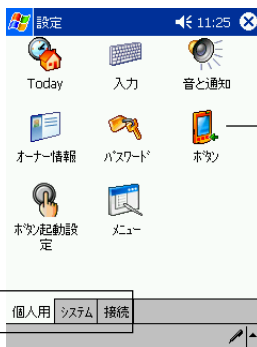 設定 11:25
Today 入力 音と通知
オーナー情報 パスワード ボタン
ボタン起動設
定 メニュー
個人用 システム 接続